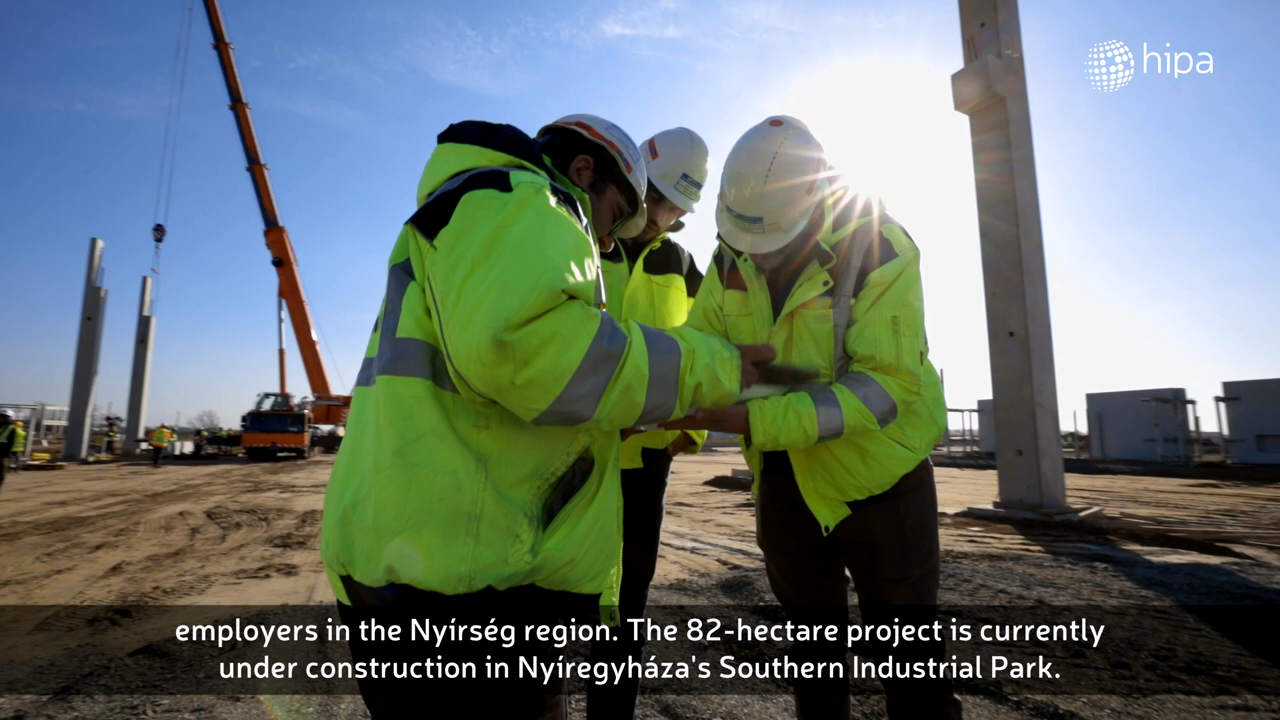 hipa
employers in the Nyírség region. The 82-hectare project is currently
under construction in Nyíregyháza's Southern Industrial Park.